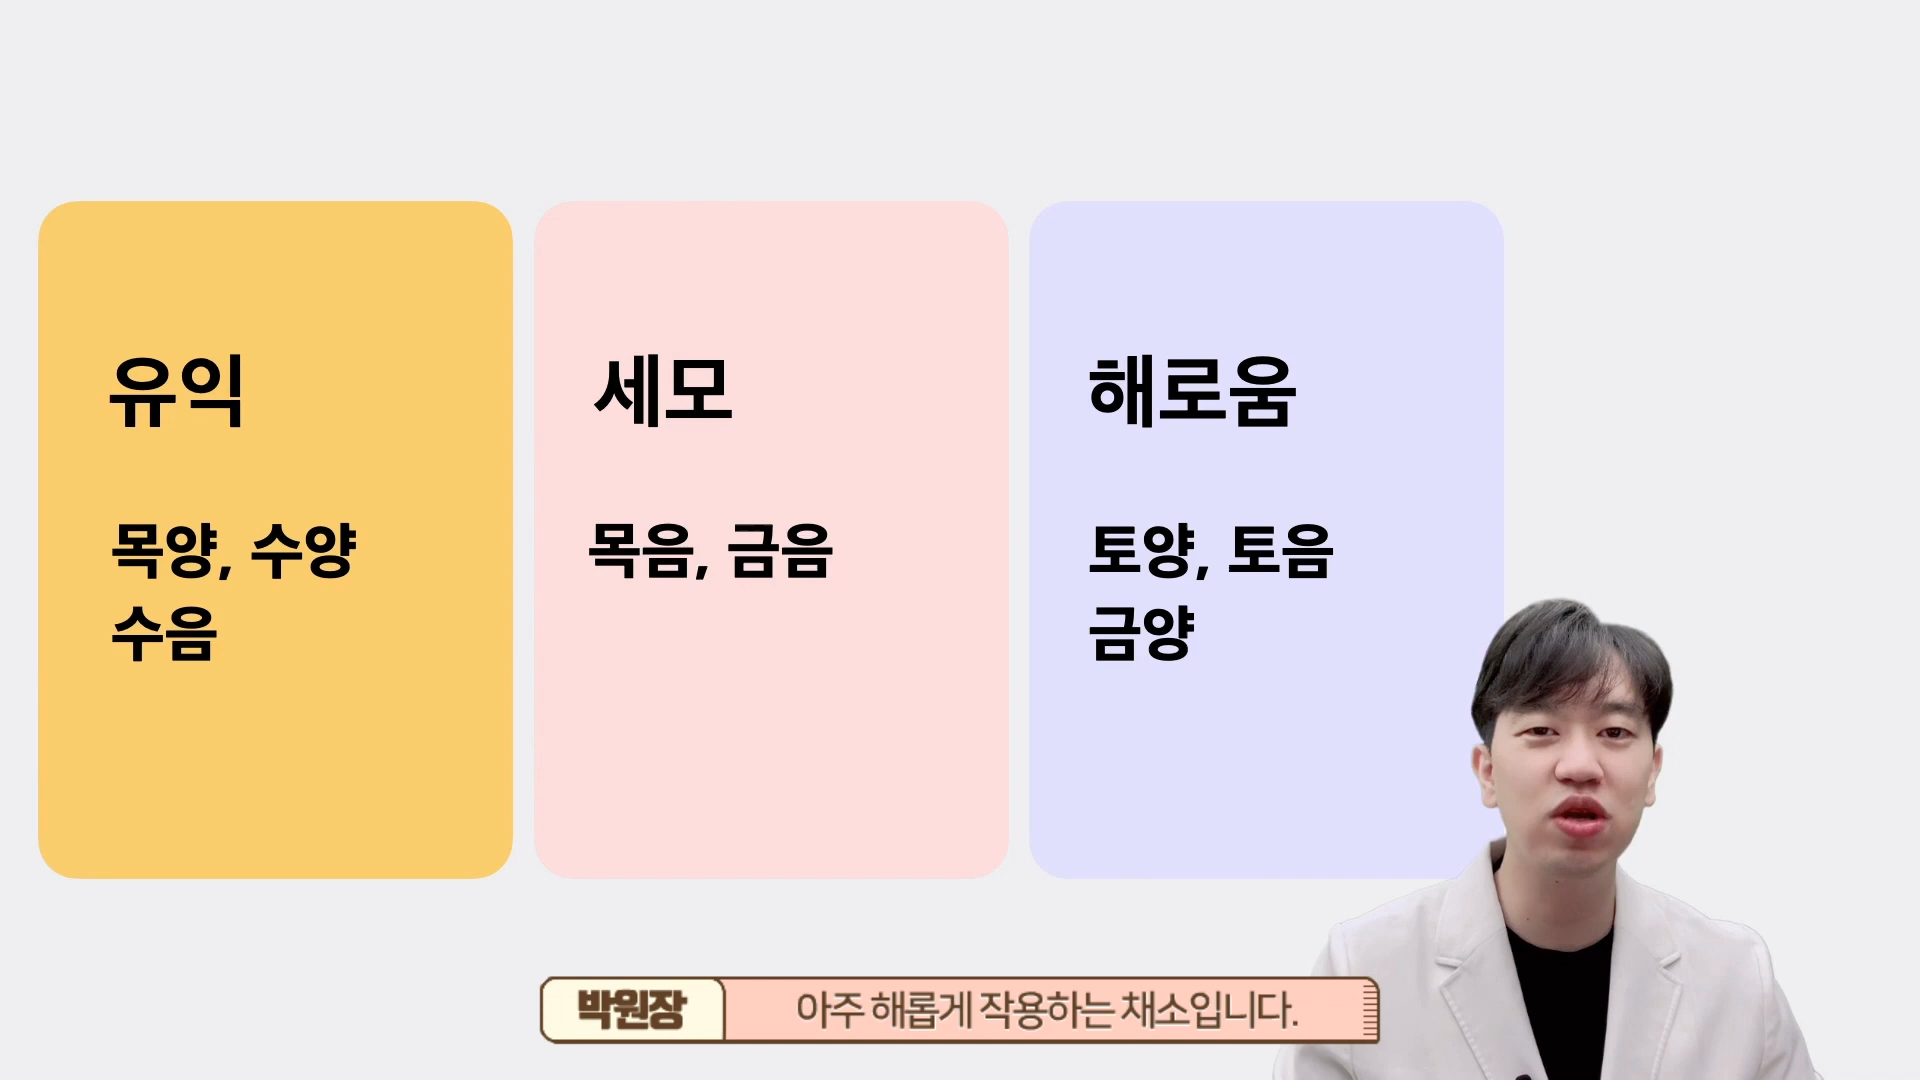 유익
목양, 수양
수음
세모
목음, 금음
해로움
토양, 토음
금양
박원장
아주 해롭게 작용하는 채소입니다.